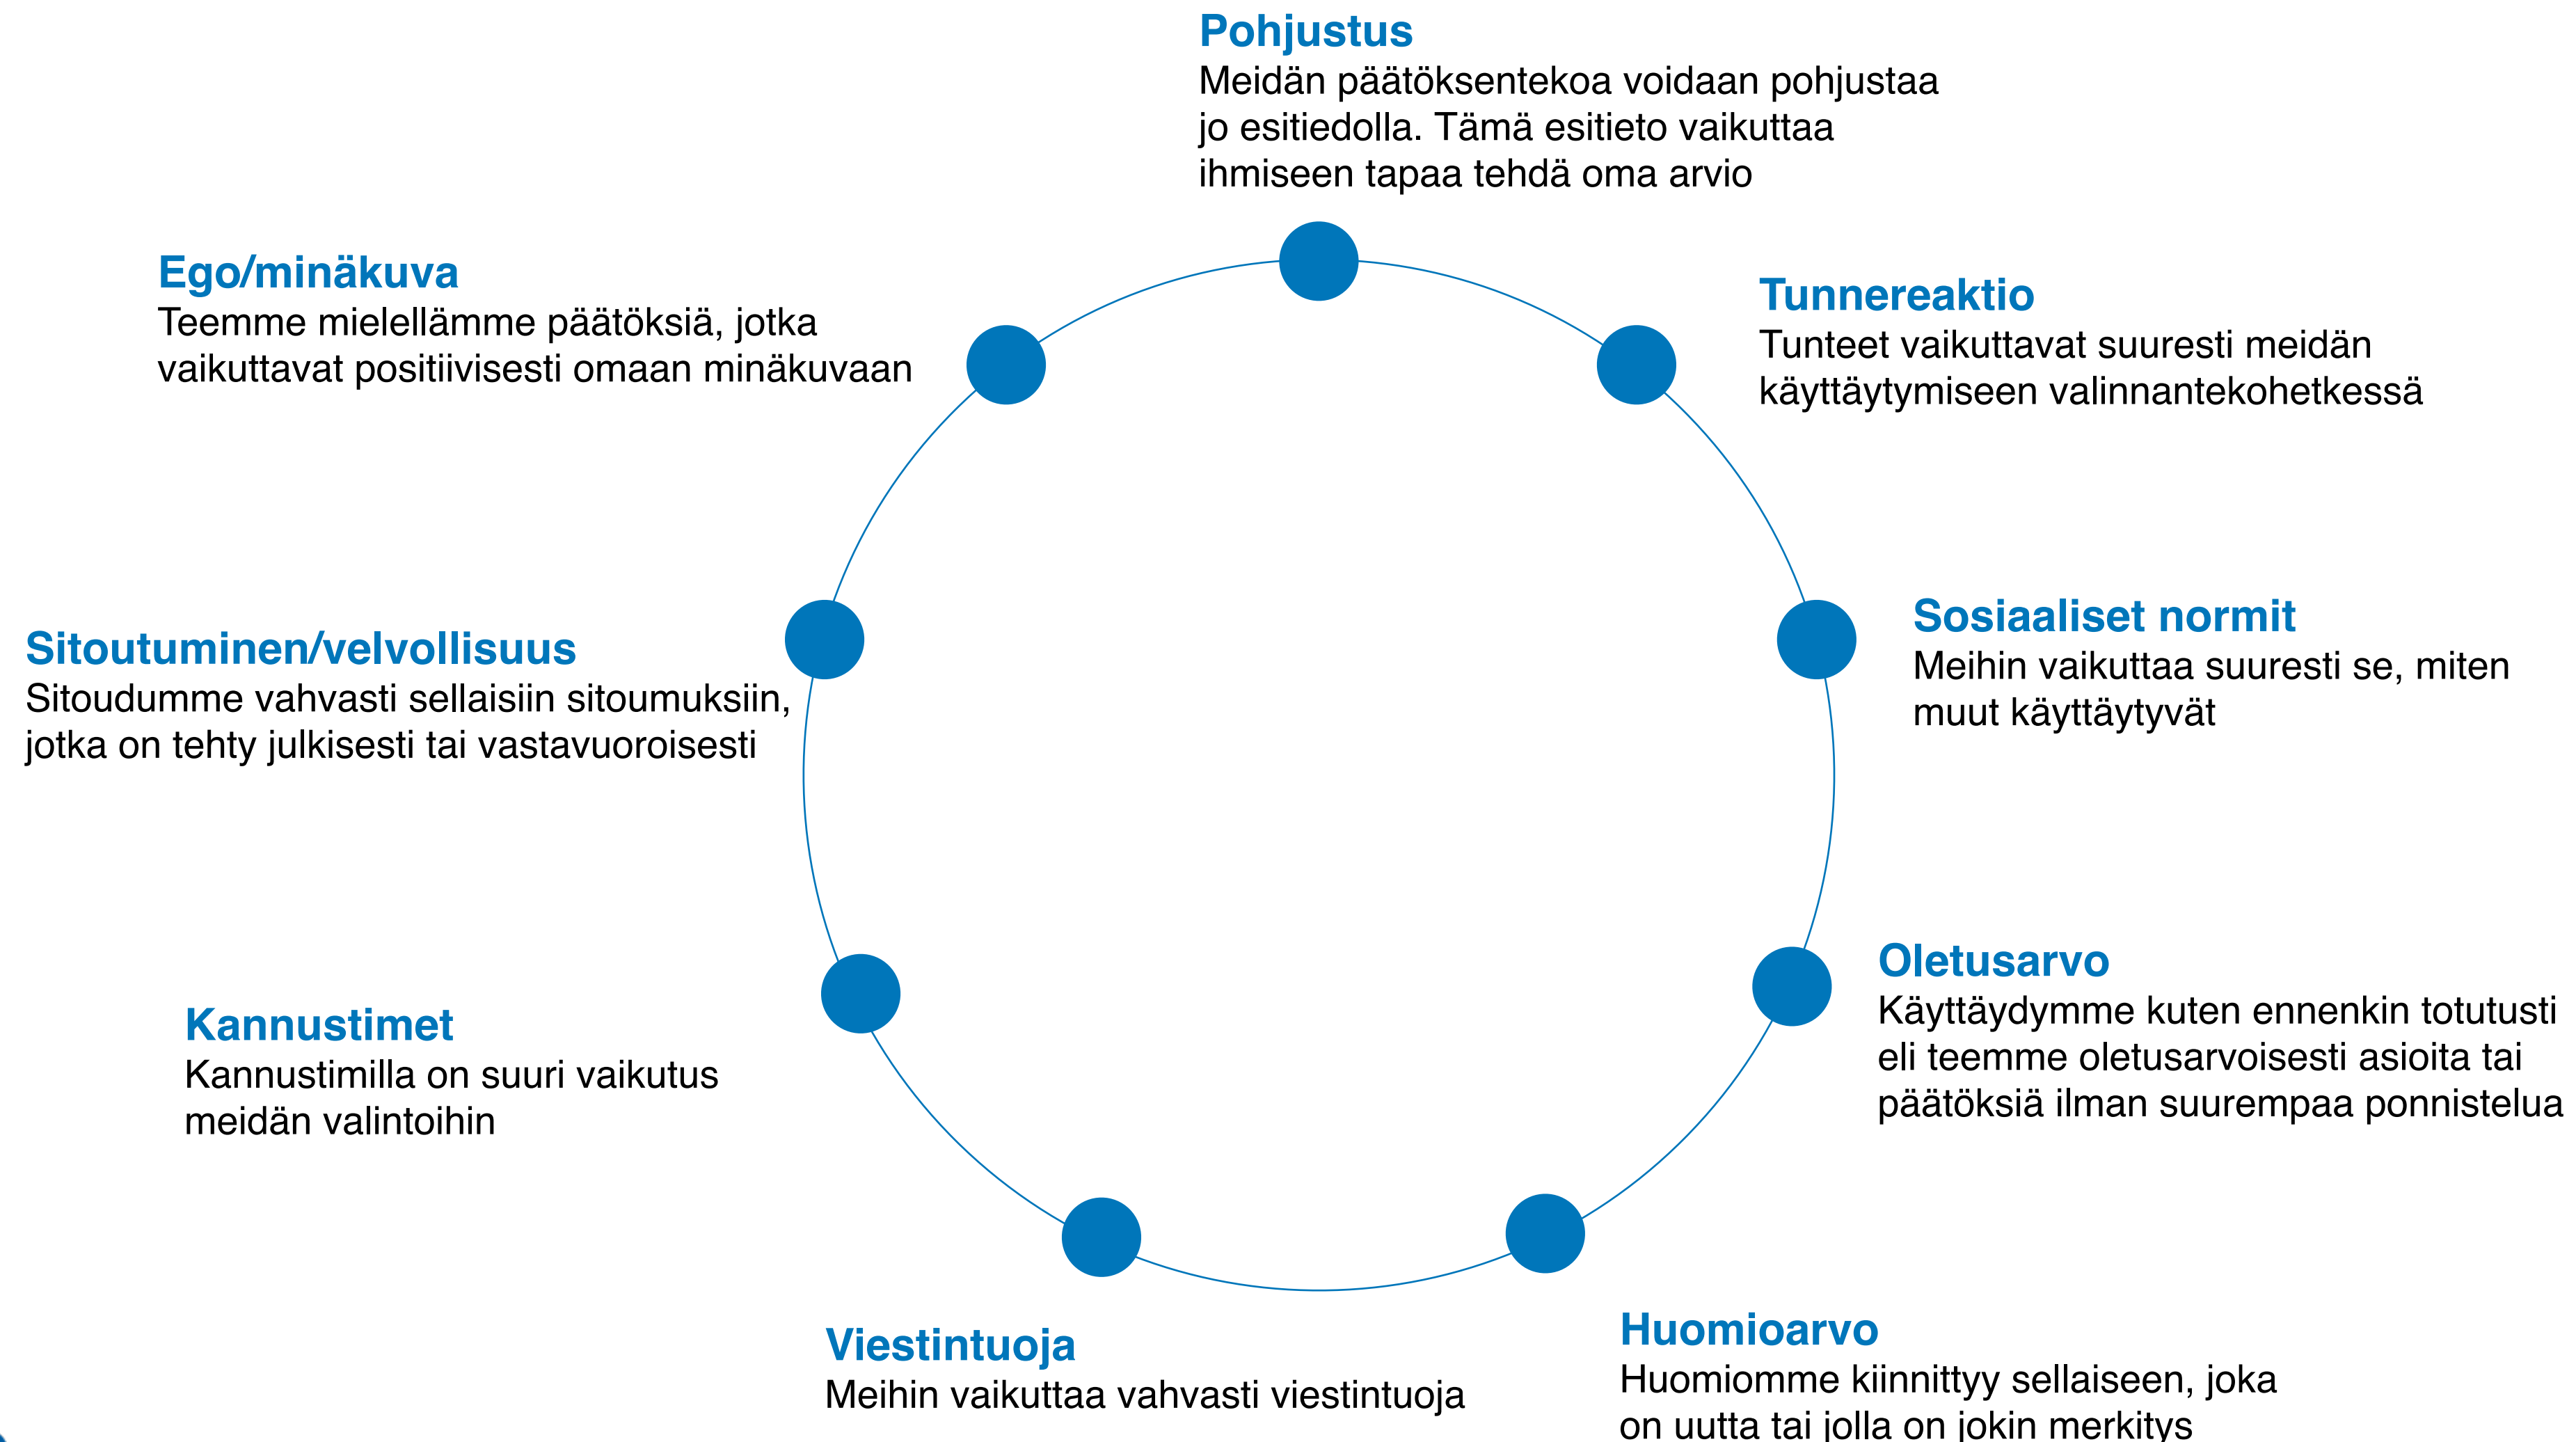 Pohjustus
Meidän päätöksentekoa voidaan pohjustaa
jo esitiedolla. Tämä esitieto vaikuttaa
ihmiseen tapaa tehdä oma arvio
Tunnereaktio
Tunteet vaikuttavat suuresti meidän
käyttäytymiseen valinnantekohetkessä
Sosiaaliset normit
Meihin vaikuttaa suuresti se, miten
muut käyttäytyvät
Oletusarvo
Käyttäydymme kuten ennenkin totutusti
eli teemme oletusarvoisesti asioita tai
päätöksiä ilman suurempaa ponnistelua
Huomioarvo
Huomiomme kiinnittyy sellaiseen, joka
on uutta tai jolla on jokin merkitys
Viestintuoja
Meihin vaikuttaa vahvasti viestintuoja
Kannustimet
Kannustimilla on suuri vaikutus
meidän valintoihin
Sitoutuminen/velvollisuus
Sitoudumme vahvasti sellaisiin sitoumuksiin,
jotka on tehty julkisesti tai vastavuoroisesti
Ego/minäkuva
Teemme mielellämme päätöksiä, jotka
vaikuttavat positiivisesti omaan minäkuvaan